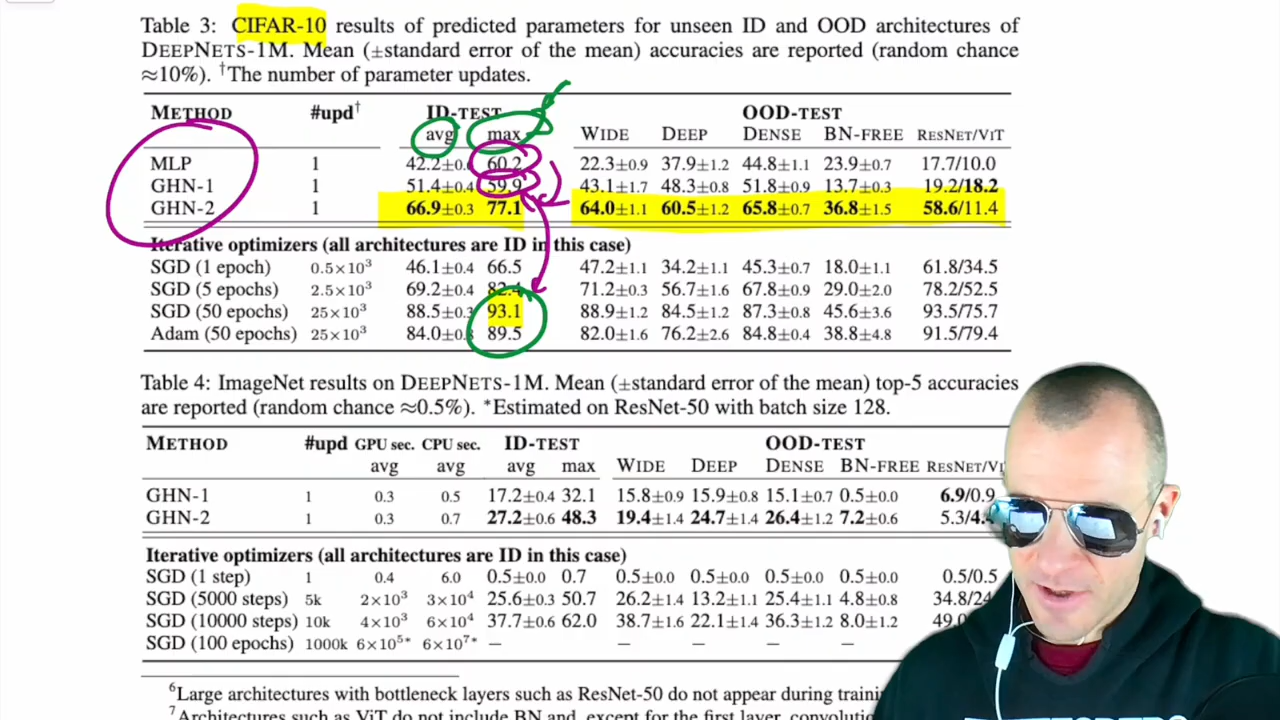 Table 3: CIFAR-10 results of predicted parameters for unseen ID and OOD architectures of
DEEPNETS-1M. Mean (±standard error of the mean) accuracies are reported (random chance
≈10%). †The number of parameter updates.
METHOD #upd† ID-TEST OOD-TEST
avg max WIDE DEEP DENSE BN-FREE RESNET/VIT
MLP 1 42.2±0. 60.2 22.3±0.9 37.9±1.2 44.8±1.1 23.9±0.7 17.7/10.0
GHN-1 1 51.4±0.4 59.9 43.1±1.7 48.3±0.8 51.8±0.9 13.7±0.3 19.2/18.2
GHN-2 1 66.9±0.3 77.1 64.0±1.1 60.5±1.2 65.8±0.7 36.8±1.5 58.6/11.4
Iterative optimizers (all architectures are ID in this case)
SGD (1 epoch) 0.5×10³ 46.1±0.4 66.5 47.2±1.1 34.2±1.1 45.3±0.7 18.0±1.1 61.8/34.5
SGD (5 epochs) 2.5×10³ 69.2±0.4 82.4 71.2±0.3 56.7±1.6 67.8±0.9 29.0±2.0 78.2/52.5
SGD (50 epochs) 25×10³ 88.5±0.3 93.1 88.9±1.2 84.5±1.2 87.3±0.8 45.6±3.6 93.5/75.7
Adam (50 epochs) 25×10³ 84.0±0. 89.5 82.0±1.6 76.2±2.6 84.8±0.4 38.8±4.8 91.5/79.4
Table 4: ImageNet results on DEEPNETS-1M. Mean (±standard error of the mean) top-5 accuracies
are reported (random chance ≈0.5%). *Estimated on ResNet-50 with batch size 128.
METHOD #upd GPU sec. CPU sec. ID-TEST OOD-TEST
avg avg avg max WIDE DEEP DENSE BN-FREE RESNET/VI
GHN-1 1 0.3 0.5 17.2±0.4 32.1 15.8±0.9 15.9±0.8 15.1±0.7 0.5±0.0 6.9/0.9
GHN-2 1 0.3 0.7 27.2±0.6 48.3 19.4±1.4 24.7±1.4 26.4±1.2 7.2±0.6 5.3/4.
Iterative optimizers (all architectures are ID in this case)
SGD (1 step) 1 0.4 6.0 0.5±0.0 0.7 0.5±0.0 0.5±0.0 0.5±0.0 0.5±0.0 0.5/0.5
SGD (5000 steps) 5k 2×10³ 3×10⁴ 25.6±0.3 50.7 26.2±1.4 13.2±1.1 25.4±1.1 4.8±0.8 34.8/24
SGD (10000 steps) 10k 4×10³ 6×10⁴ 37.7±0.6 62.0 38.7±1.6 22.1±1.4 36.3±1.2 8.0±1.2 49.0
SGD (100 epochs) 1000k 6×10⁵* 6×10⁷* – – – – –
⁶Large architectures with bottleneck layers such as ResNet-50 do not appear during traini
⁷Architectures such as ViT do not include BN and, except for the first layer, convolutio